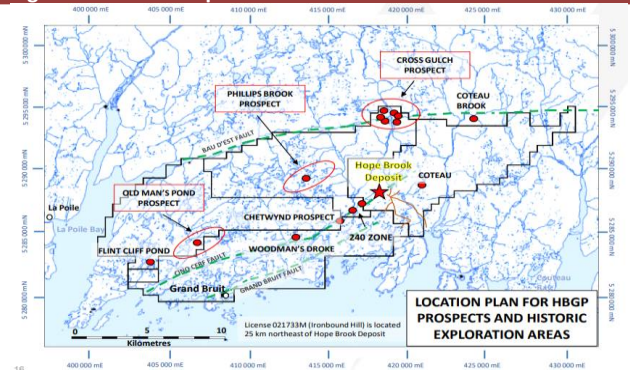 400 000 mE 405 000 mE 410 000 mE 415 000 mE 420 000 mE 425 000 mE 430 000 mE
5 300 000 mN
5 300 000 mN
CROSS GULCH
PROSPECT
PHILLIPS BROOK
PROSPECT
COTEAU
BROOK
5 295 000 mN
5 295 000 mN
BAU D'EST FAULT
Hope Brook
Deposit
5 290 000 mN
5 290 000 mN
COTEAU
OLD MAN'S POND
PROSPECT
La Poile
CHETWYND PROSPECT
La Poile Bay
240 ZONE
5 285 000 mN
5 285 000 mN
WOODMAN'S DROKE
FLINT CLIFF POND
CINQ CERF FAULT
GRAND BRUIT FAULT
Grand Bruit
5 280 000 mN
5 280 000 mN
LOCATION PLAN FOR HBGP
PROSPECTS AND HISTORIC
EXPLORATION AREAS
License 021733M (Ironbound Hill) is located
25 km northeast of Hope Brook Deposit
0 5 10
Kilometres
400 000 mE 405 000 mE 410 000 mE 415 000 mE 420 000 mE 425 000 mE 430 000 mE